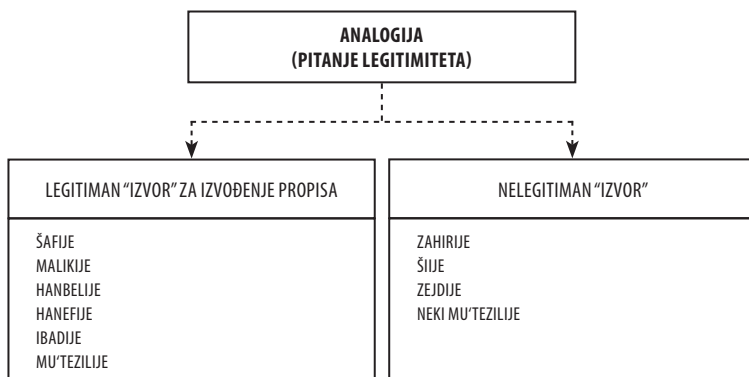 ANALOGIJA
(PITANJE LEGITIMITETA)
LEGITIMAN “IZVOR” ZA IZVOĐENJE PROPISA
ŠAFIJE
MALIKIJE
HANBELIJE
HANEFIJE
IBADIJE
MU‘TEZILIJE
NELEGITIMAN “IZVOR”
ZAHIRIJE
ŠIIJE
ZEJDIJE
NEKI MU‘TEZILIJE